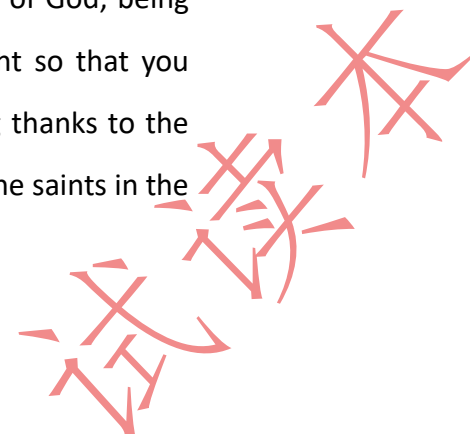 of God, being
nt so that you
g thanks to the
he saints in the
试读本